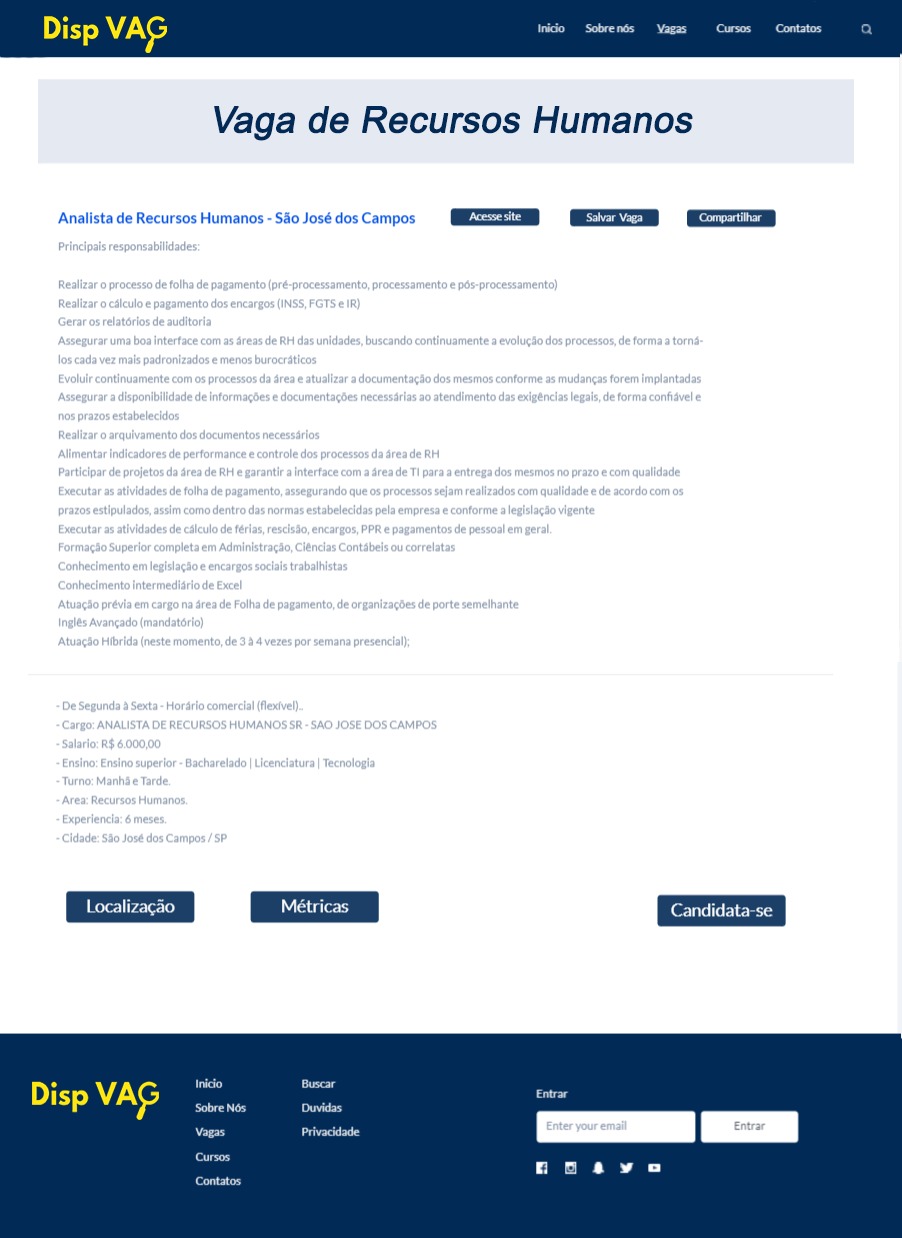 Disp VAG
Inicio Sobre nós Vagas Cursos Contatos
Vaga de Recursos Humanos
Analista de Recursos Humanos - São José dos Campos
Acesse site Salvar Vaga Compartilhar
Principais responsabilidades:
Realizar o processo de folha de pagamento (pré-processamento, processamento e pós-processamento)
Realizar o cálculo e pagamento dos encargos (INSS, FGTS e IR)
Gerar os relatórios de auditoria
Assegurar uma boa interface com as áreas de RH das unidades, buscando continuamente a evolução dos processos, de forma a torná-
los cada vez mais padronizados e menos burocráticos
Evoluir continuamente com os processos da área e atualizar a documentação dos mesmos conforme as mudanças forem implantadas
Assegurar a disponibilidade de informações e documentações necessárias ao atendimento das exigências legais, de forma confiável e
nos prazos estabelecidos
Realizar o arquivamento dos documentos necessários
Alimentar indicadores de performance e controle dos processos da área de RH
Participar de projetos da área de RH e garantir a interface com a área de TI para a entrega dos mesmos no prazo e com qualidade
Executar as atividades de folha de pagamento, assegurando que os processos sejam realizados com qualidade e de acordo com os
prazos estipulados, assim como dentro das normas estabelecidas pela empresa e conforme a legislação vigente
Executar as atividades de cálculo de férias, rescisão, encargos, PPR e pagamentos de pessoal em geral.
Formação Superior completa em Administração, Ciências Contábeis ou correlatas
Conhecimento em legislação e encargos sociais trabalhistas
Conhecimento intermediário de Excel
Atuação prévia em cargo na área de Folha de pagamento, de organizações de porte semelhante
Inglês Avançado (mandatório)
Atuação Híbrida (neste momento, de 3 à 4 vezes por semana presencial);
- De Segunda à Sexta - Horário comercial (flexível)..
- Cargo: ANALISTA DE RECURSOS HUMANOS SR - SAO JOSE DOS CAMPOS
- Salario: R$ 6.000,00
- Ensino: Ensino superior - Bacharelado | Licenciatura | Tecnologia
- Turno: Manhã e Tarde.
- Area: Recursos Humanos.
- Experiencia: 6 meses.
- Cidade: São José dos Campos / SP
Localização Métricas Candidata-se
Disp VAG
Inicio
Sobre Nós
Vagas
Cursos
Contatos
Buscar
Duvidas
Privacidade
Entrar
Enter your email Entrar